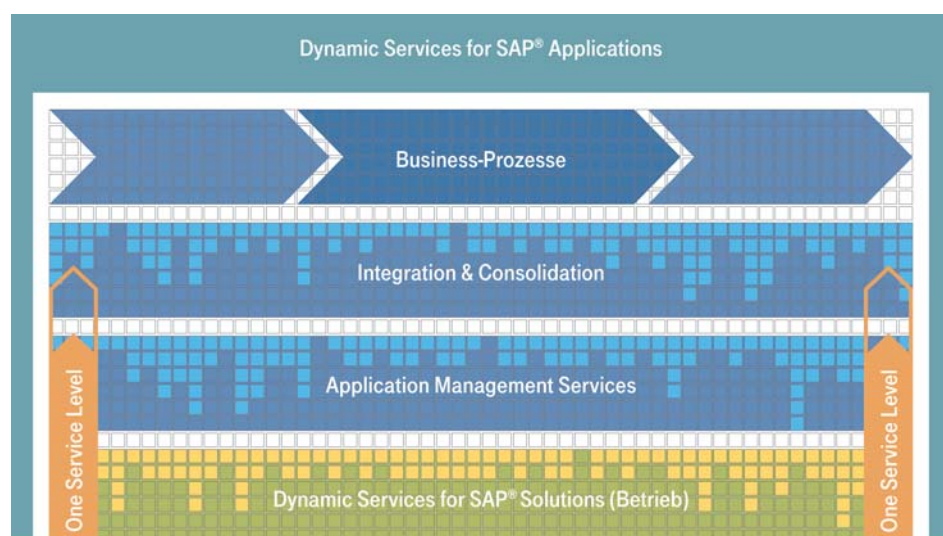 Dynamic Services for SAP® Applications
Business-Prozesse
Integration & Consolidation
Application Management Services
One Service Level
One Service Level
Dynamic Services for SAP® Solutions (Betrieb)